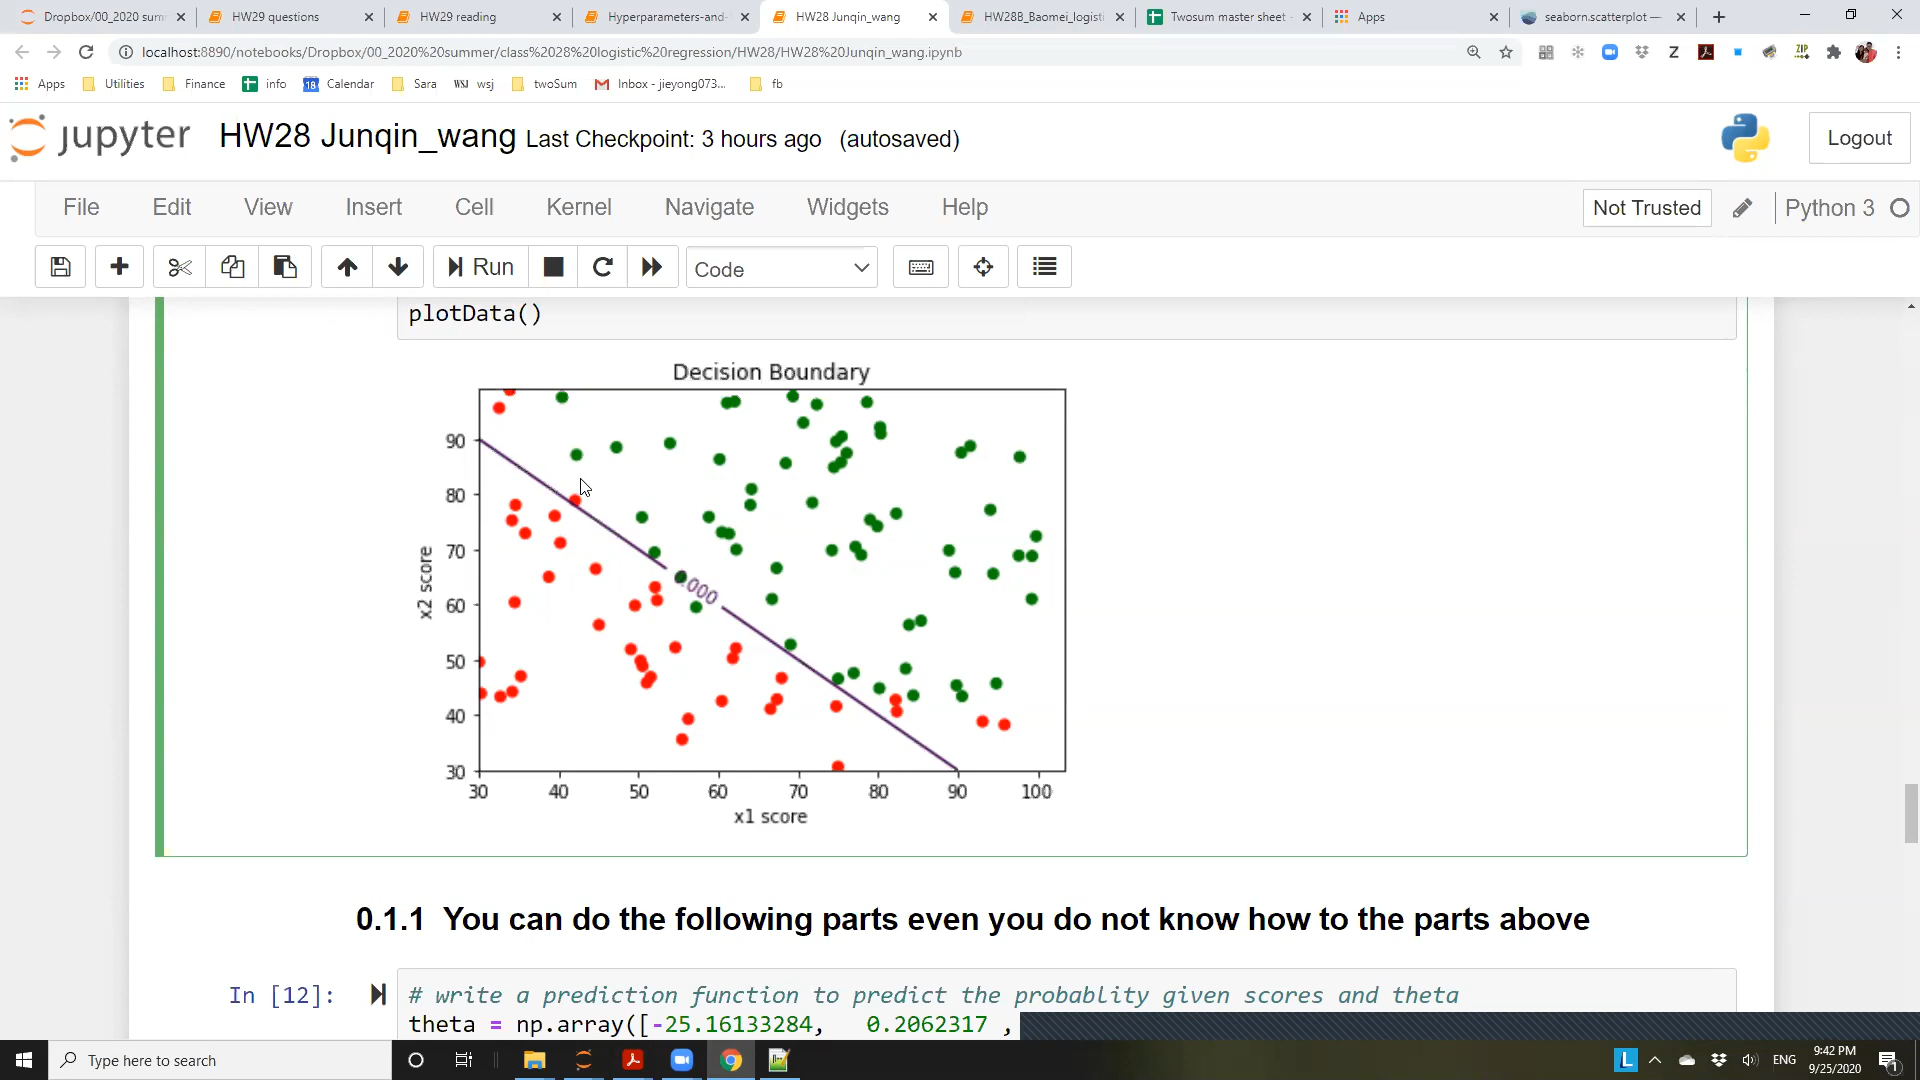 Dropbox/00_2020 sum
HW29 questions
HW29 reading
Hyperparameters-and-
HW28 Junqin_wang
HW28B_Baomei_logisti
Twosum master sheet -
Apps
seaborn.scatterplot —
localhost:8890/notebooks/Dropbox/00_2020%20summer/class%2028%20logistic%20regression/HW28/HW28%20Junqin_wang.ipynb
Apps
Utilities
Finance
info
18
Calendar
Sara
WSJ wsj
twoSum
Inbox - jieyong073...
fb
jupyter
HW28 Junqin_wang Last Checkpoint: 3 hours ago (autosaved)
Logout
File
Edit
View
Insert
Cell
Kernel
Navigate
Widgets
Help
Not Trusted
Python 3
Run
Code
plotData()
Decision Boundary
90
80
70
60
50
40
30
x2 score
.000
30
40
50
60
70
80
90
100
x1 score
0.1.1 You can do the following parts even you do not know how to the parts above
In [12]:
# write a prediction function to predict the probablity given scores and theta
theta = np.array([-25.16133284, 0.2062317 ,
Type here to search
L
ENG
9:42 PM
9/25/2020
1